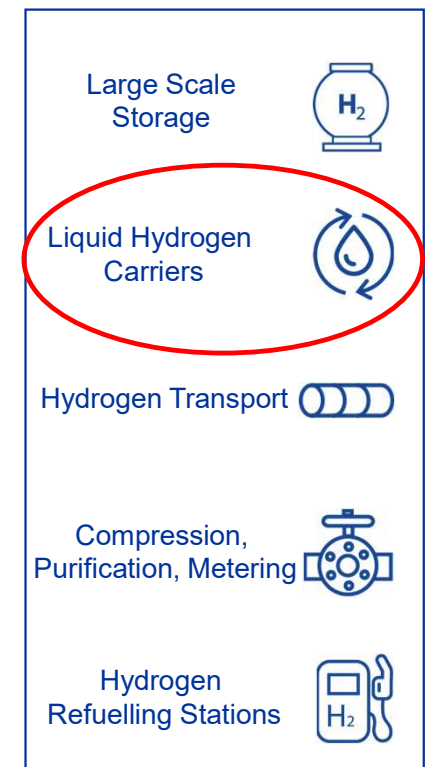 Large Scale
Storage
H₂
Liquid Hydrogen
Carriers
Hydrogen Transport
Compression,
Purification, Metering
Hydrogen
Refuelling Stations
H₂